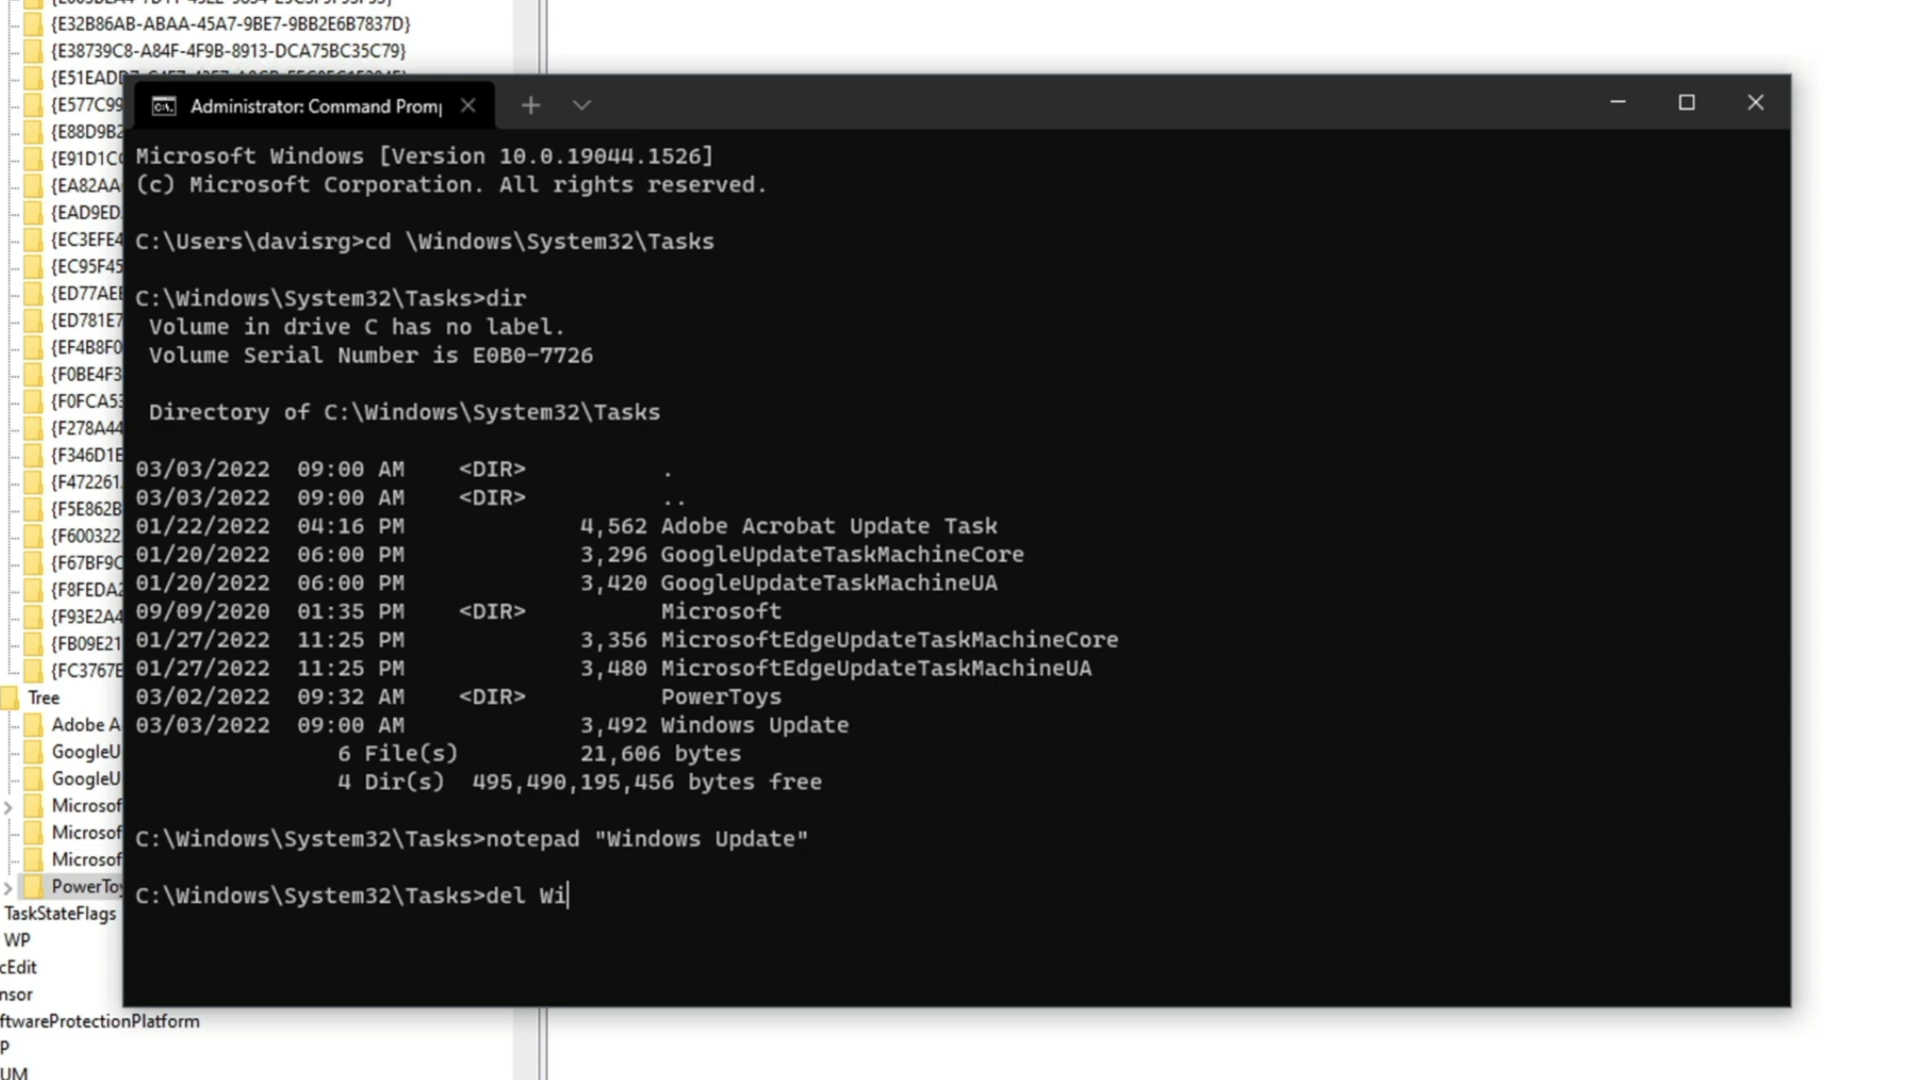 {E32B86AB-ABAA-45A7-9BE7-9BB2E6B7837D}
{E38739C8-A84F-4F9B-8913-DCA75BC35C79}
{E51EADD
{E577C99
{E88D9B2
{E91D1C
{EA82AA
{EAD9ED
{EC3EFE4
{EC95F45
{ED77AEE
{ED781E7
{EF4B8F0
{F0BE4F3
{F0FCA53
{F278A44
{F346D1E
{F472261
{F5E862B
{F600322
{F67BF9C
{F8FEDA2
{F93E2A4
{FB09E21
{FC3767E
Tree
Adobe A
GoogleU
GoogleU
Microsof
Microsof
Microsof
PowerToy
TaskStateFlags
WP
cEdit
nsor
ftwareProtectionPlatform
P
UM
Administrator: Command Prom
Microsoft Windows [Version 10.0.19044.1526]
(c) Microsoft Corporation. All rights reserved.
C:\Users\davisrg>cd \Windows\System32\Tasks
C:\Windows\System32\Tasks>dir
Volume in drive C has no label.
Volume Serial Number is E0B0-7726
Directory of C:\Windows\System32\Tasks
03/03/2022 09:00 AM <DIR> .
03/03/2022 09:00 AM <DIR> ..
01/22/2022 04:16 PM 4,562 Adobe Acrobat Update Task
01/20/2022 06:00 PM 3,296 GoogleUpdateTaskMachineCore
01/20/2022 06:00 PM 3,420 GoogleUpdateTaskMachineUA
09/09/2020 01:35 PM <DIR> Microsoft
01/27/2022 11:25 PM 3,356 MicrosoftEdgeUpdateTaskMachineCore
01/27/2022 11:25 PM 3,480 MicrosoftEdgeUpdateTaskMachineUA
03/02/2022 09:32 AM <DIR> PowerToys
03/03/2022 09:00 AM 3,492 Windows Update
6 File(s) 21,606 bytes
4 Dir(s) 495,490,195,456 bytes free
C:\Windows\System32\Tasks>notepad "Windows Update"
C:\Windows\System32\Tasks>del Wi